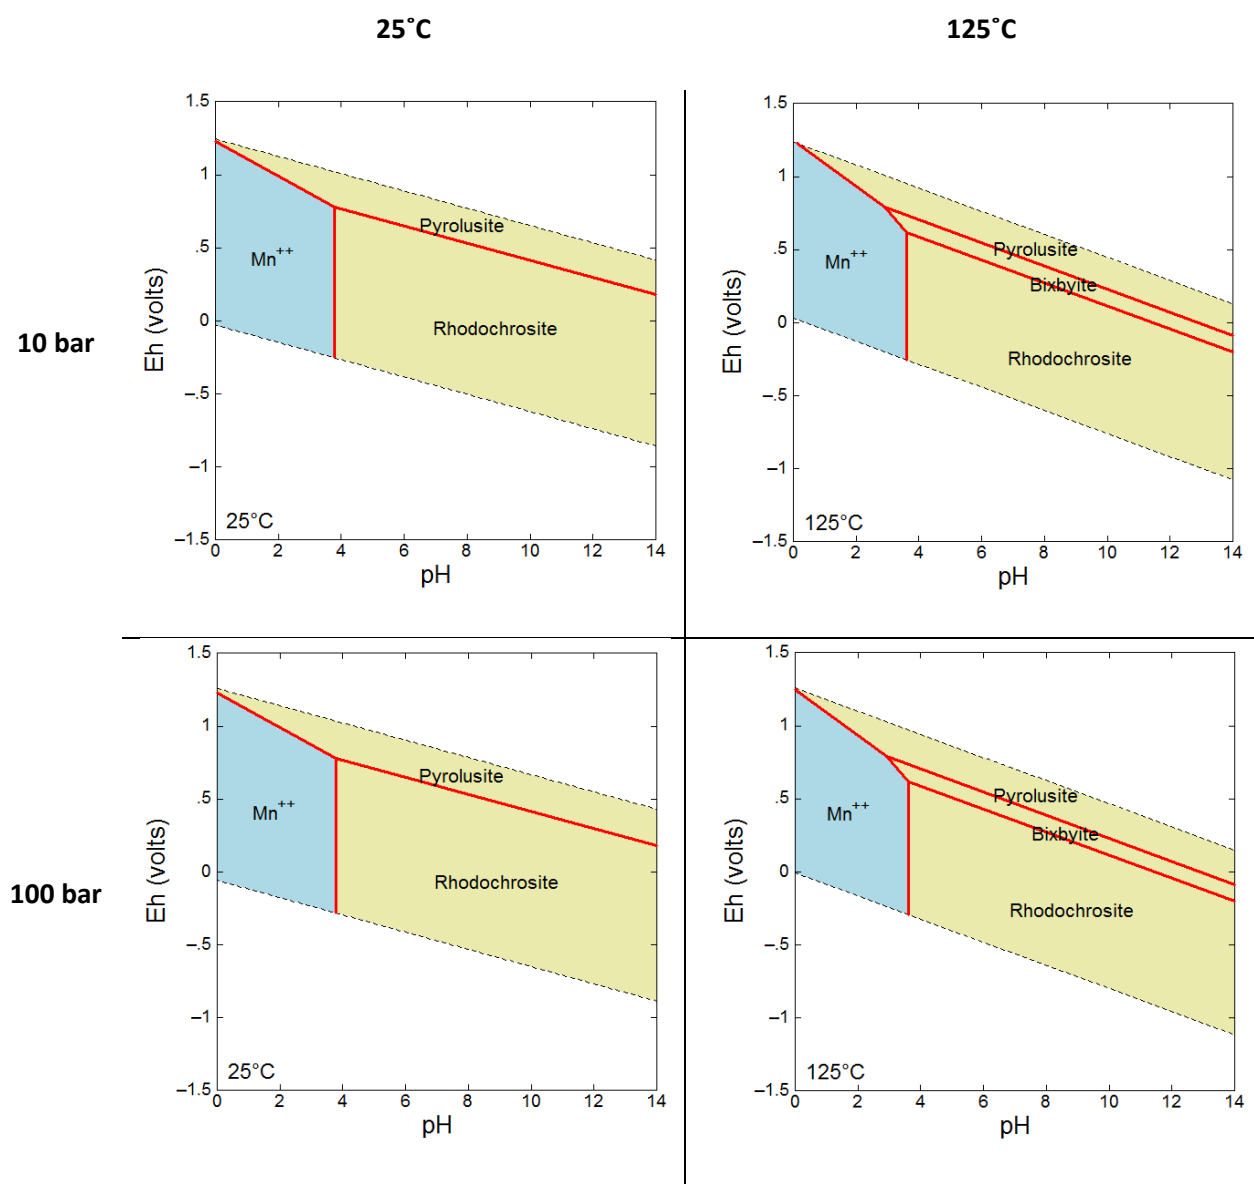 25˚C 125˚C
10 bar
1.5
1
.5
0
–.5
–1
–1.5
Eh (volts)
Pyrolusite
Mn++
Rhodochrosite
25°C
0 2 4 6 8 10 12 14
pH
1.5
1
.5
0
–.5
–1
–1.5
Eh (volts)
Pyrolusite
Mn++
Bixbyite
Rhodochrosite
125°C
0 2 4 6 8 10 12 14
pH
100 bar
1.5
1
.5
0
–.5
–1
–1.5
Eh (volts)
Pyrolusite
Mn++
Rhodochrosite
25°C
0 2 4 6 8 10 12 14
pH
1.5
1
.5
0
–.5
–1
–1.5
Eh (volts)
Pyrolusite
Mn++
Bixbyite
Rhodochrosite
125°C
0 2 4 6 8 10 12 14
pH